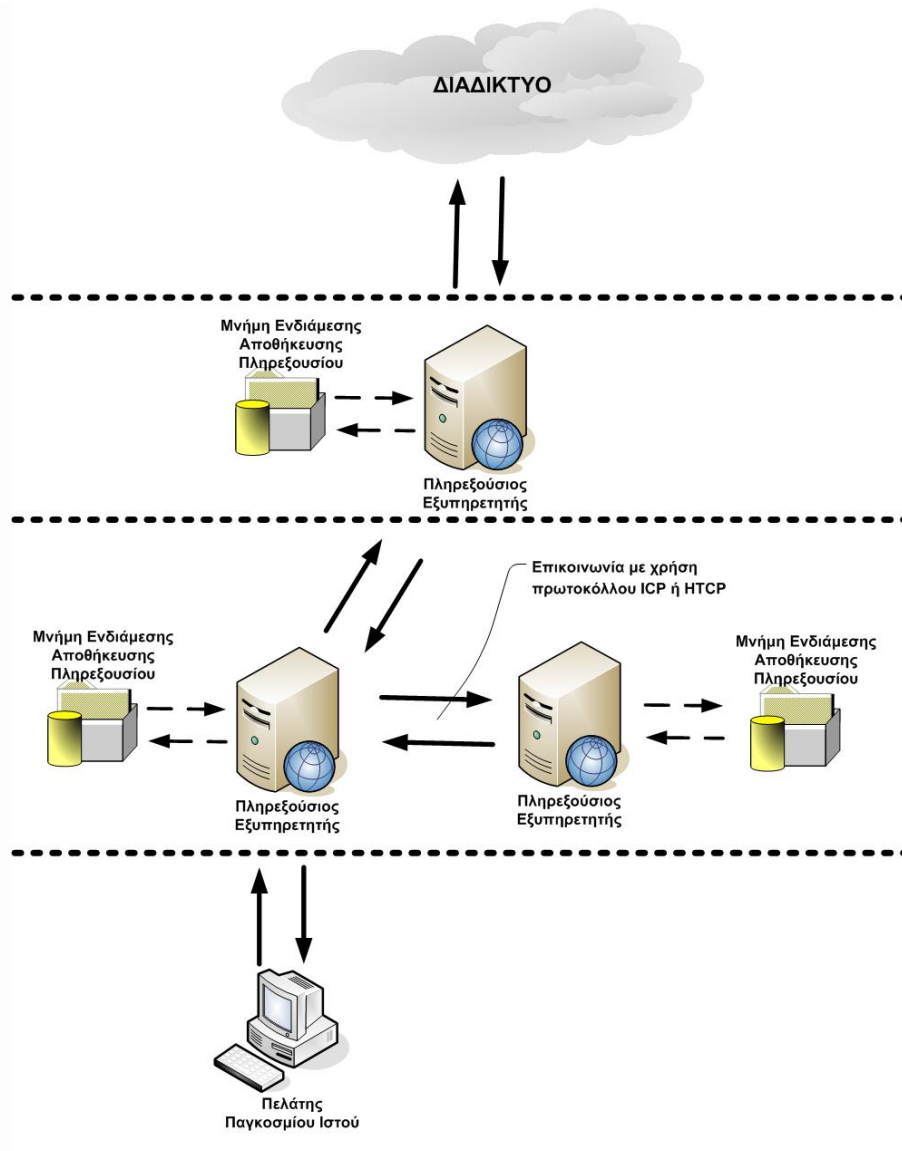 ΔΙΑΔΙΚΤΥΟ
Μνήμη Ενδιάμεσης
Αποθήκευσης
Πληρεξουσίου
Πληρεξούσιος
Εξυπηρετητής
Επικοινωνία με χρήση
πρωτοκόλλου ICP ή HTCP
Μνήμη Ενδιάμεσης
Αποθήκευσης
Πληρεξουσίου
Μνήμη Ενδιάμεσης
Αποθήκευσης
Πληρεξουσίου
Πληρεξούσιος
Εξυπηρετητής
Πληρεξούσιος
Εξυπηρετητής
Πελάτης
Παγκοσμίου Ιστού